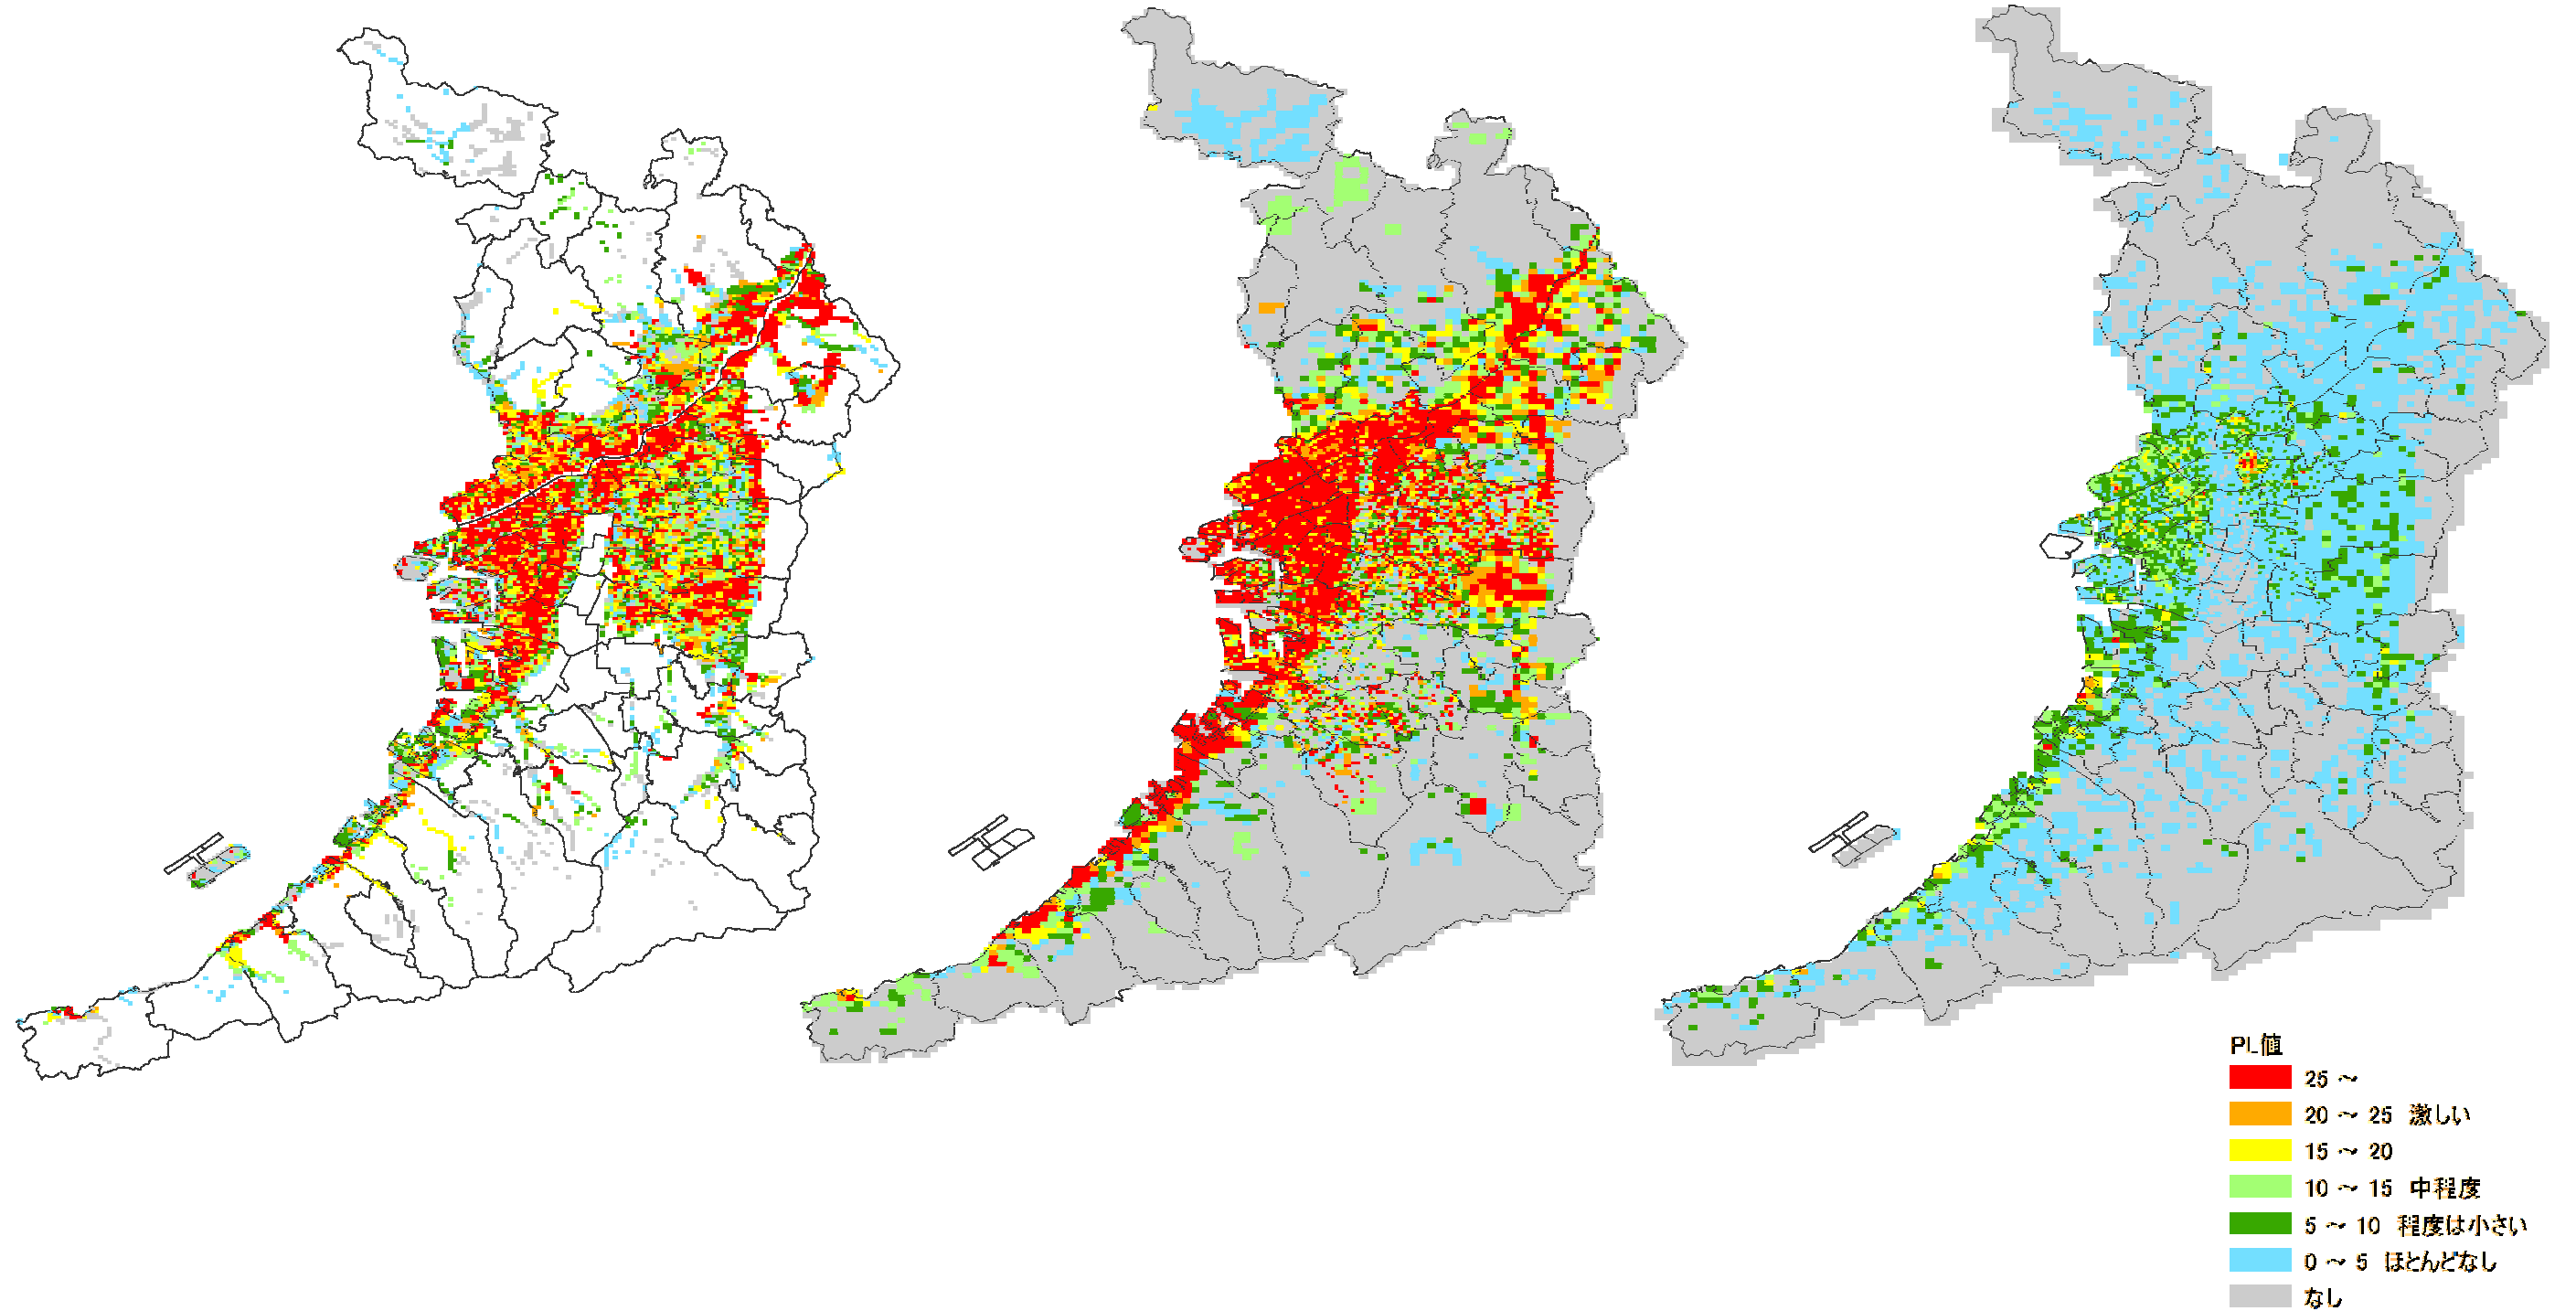 PL値
25 ～
20 ～ 25 激しい
15 ～ 20
10 ～ 15 中程度
5 ～ 10 程度は小さい
0 ～ 5 ほとんどなし
なし